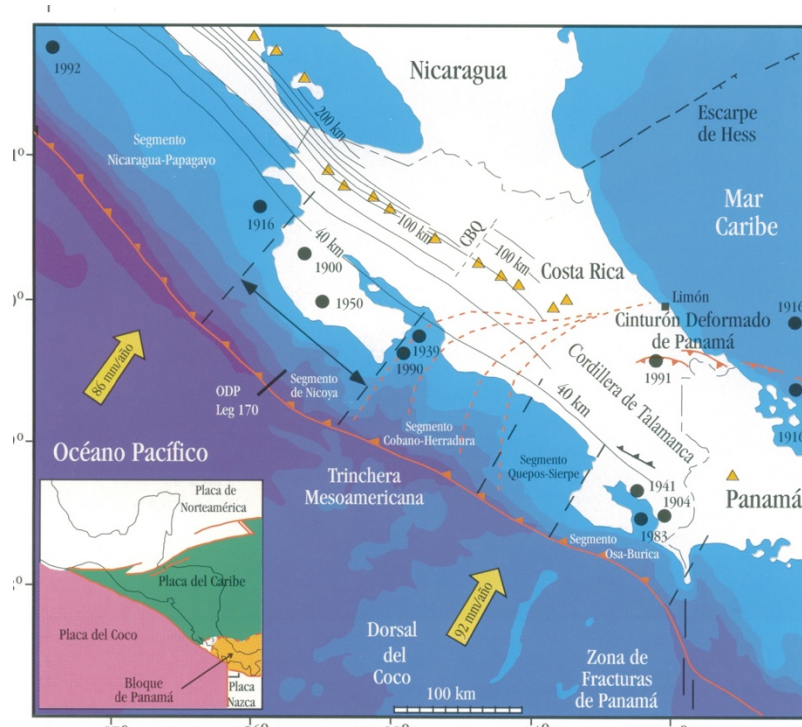 1992
Nicaragua
200 km
Escarpe
de Hess
Segmento
Nicaragua-Papagayo
1°
Mar
Caribe
1916
100 km
CBQ
100 km
40 km
1900
Costa Rica
1950
Limón
0°
1916
Cinturón Deformado
de Panamá
1939
1990
1991
86 mm/año
ODP
Leg 170
Segmento
de Nicoya
Cordillera de Talamanca
40 km
1916
Segmento
Cobano-Herradura
Océano Pacífico
Trinchera
Mesoamericana
Segmento
Quepos-Sierpe
1941
1904
1983
Panamá
Segmento
Osa-Burica
92 mm/año
Dorsal
del
Coco
Zona de
Fracturas
de Panamá
100 km
Placa de
Norteamérica
Placa del Caribe
Placa del Coco
Bloque
de Panamá
Placa
Nazca